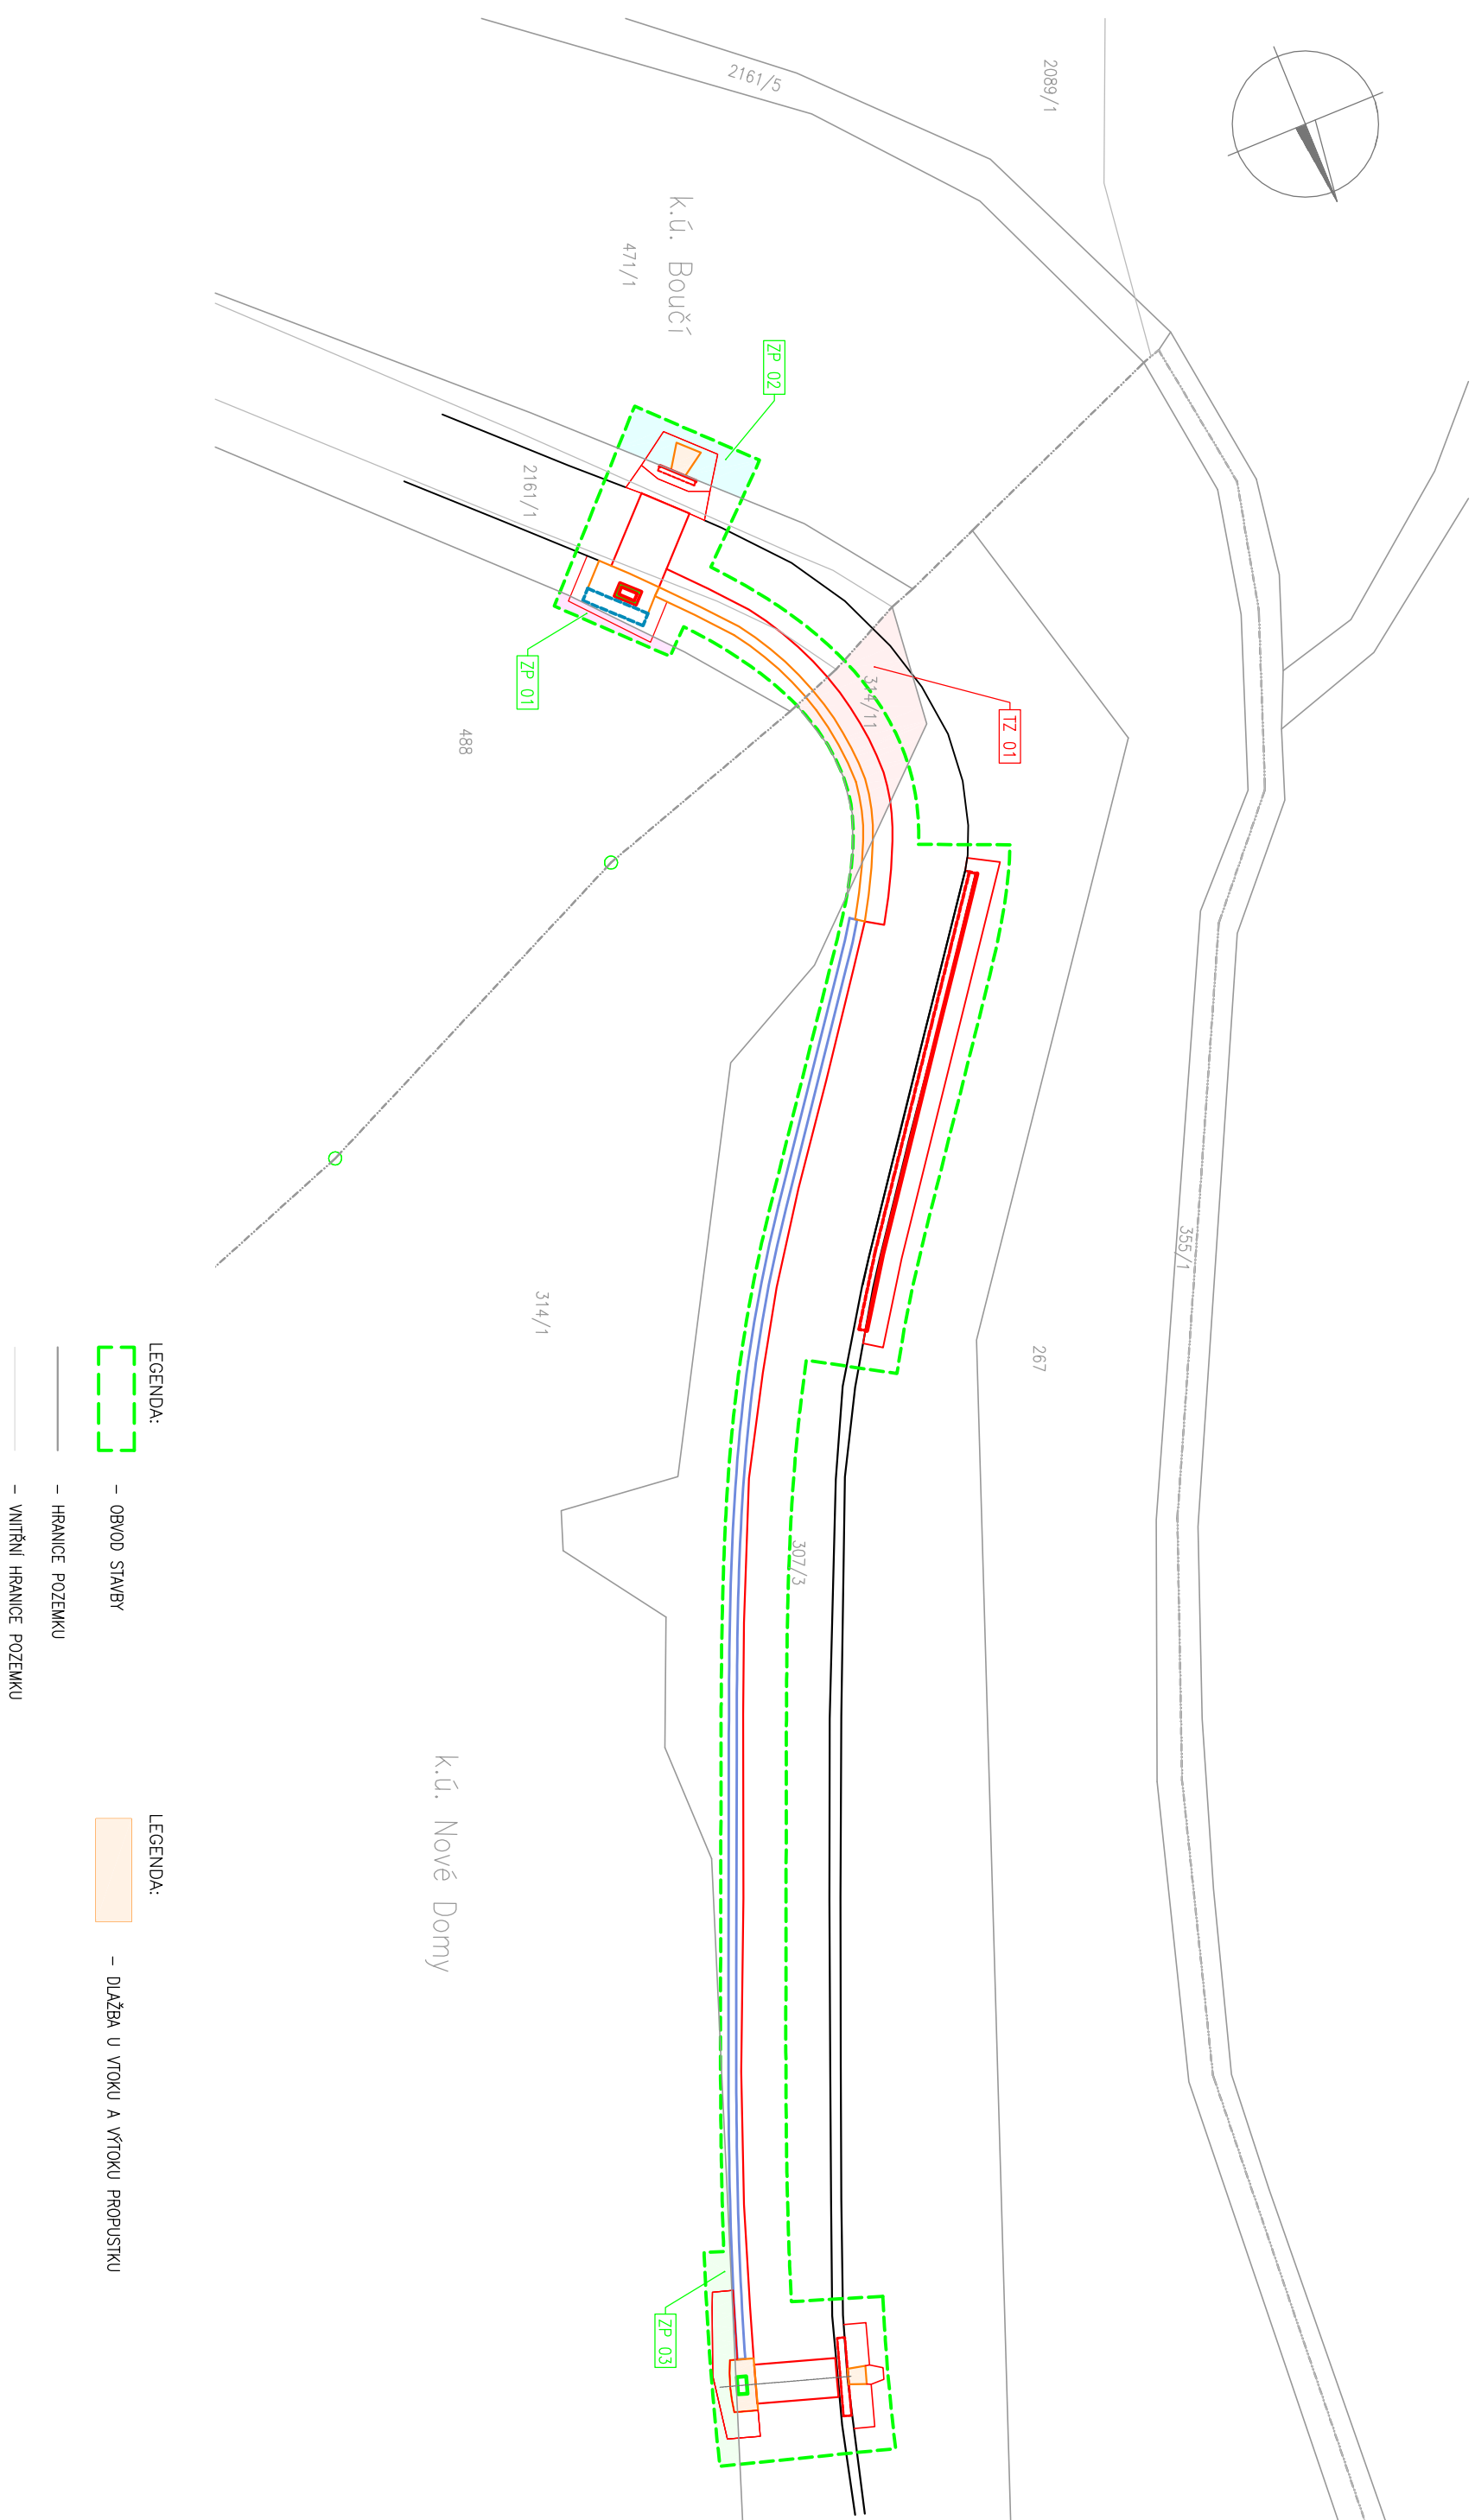 2089/1
2161/5
k.ú. Boučí
471/1
ZP 02
2161/1
ZP 01
TZ 01
314/11
488
355/1
267
314/1
307/3
k.ú. Nové Domy
ZP 03
LEGENDA:
– OBVOD STAVBY
– HRANICE POZEMKU
– VNITŘNÍ HRANICE POZEMKU
LEGENDA:
– DLAŽBA U VTOKU A VÝTOKU PROPUSTKU